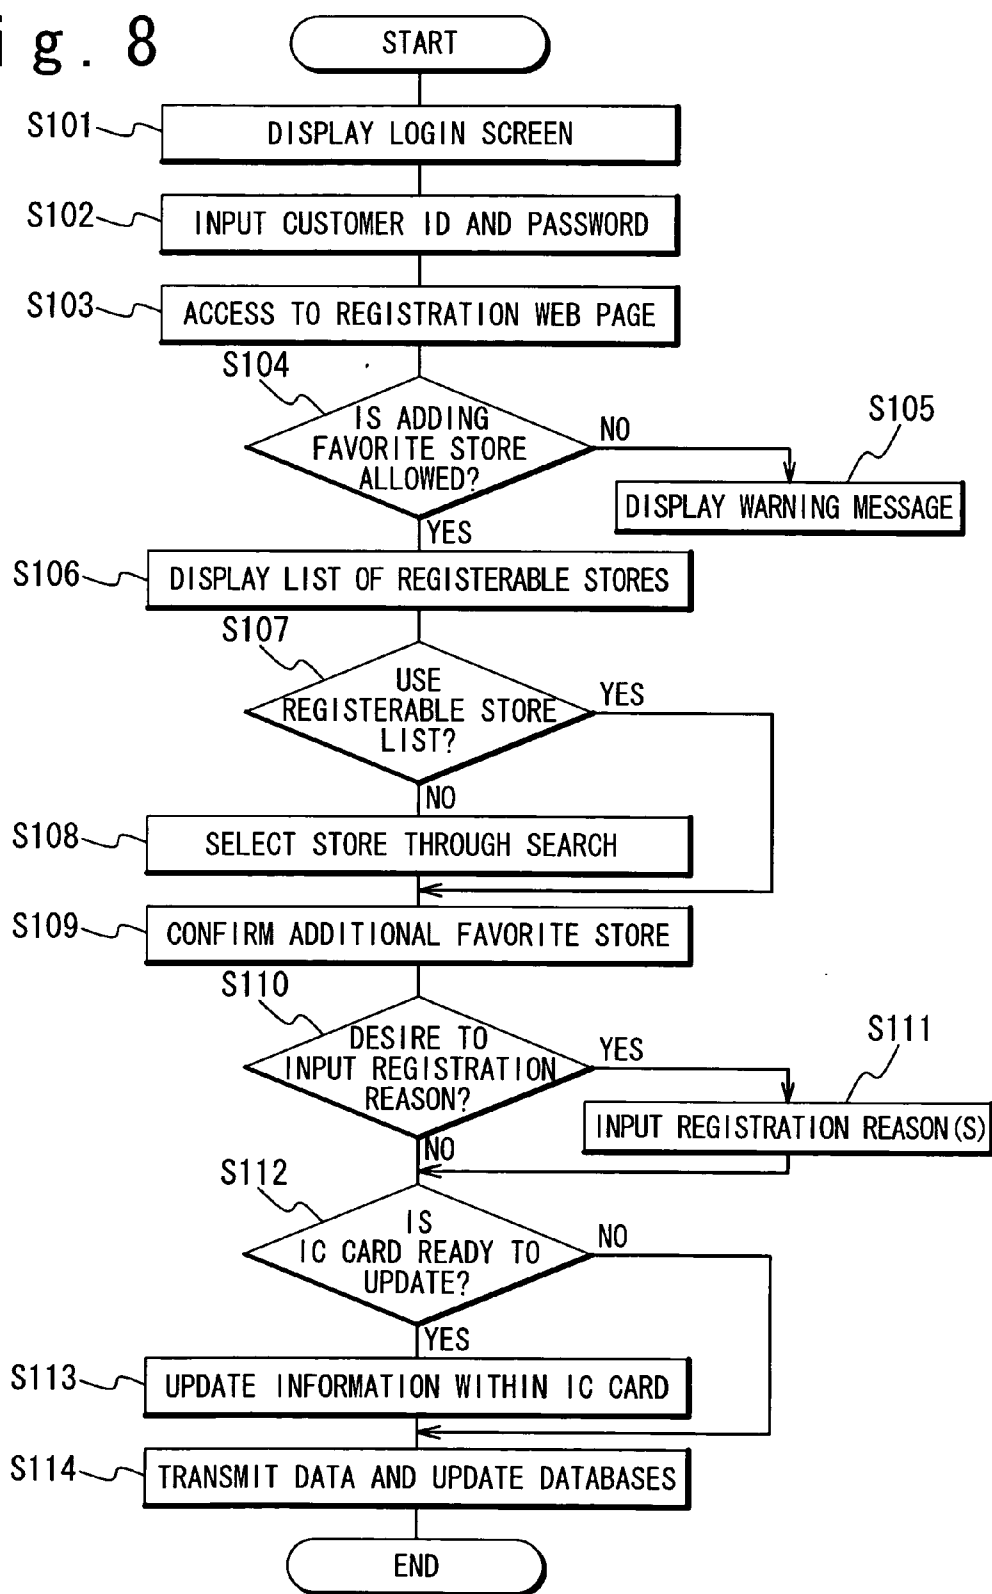 ig. 8
START
S101
DISPLAY LOGIN SCREEN
S102
INPUT CUSTOMER ID AND PASSWORD
S103
ACCESS TO REGISTRATION WEB PAGE
S104
IS ADDING
FAVORITE STORE
ALLOWED?
NO
S105
DISPLAY WARNING MESSAGE
YES
S106
DISPLAY LIST OF REGISTERABLE STORES
S107
USE
REGISTERABLE STORE
LIST?
YES
NO
S108
SELECT STORE THROUGH SEARCH
S109
CONFIRM ADDITIONAL FAVORITE STORE
S110
DESIRE TO
INPUT REGISTRATION
REASON?
YES
S111
INPUT REGISTRATION REASON(S)
NO
S112
IS
IC CARD READY TO
UPDATE?
NO
YES
S113
UPDATE INFORMATION WITHIN IC CARD
S114
TRANSMIT DATA AND UPDATE DATABASES
END